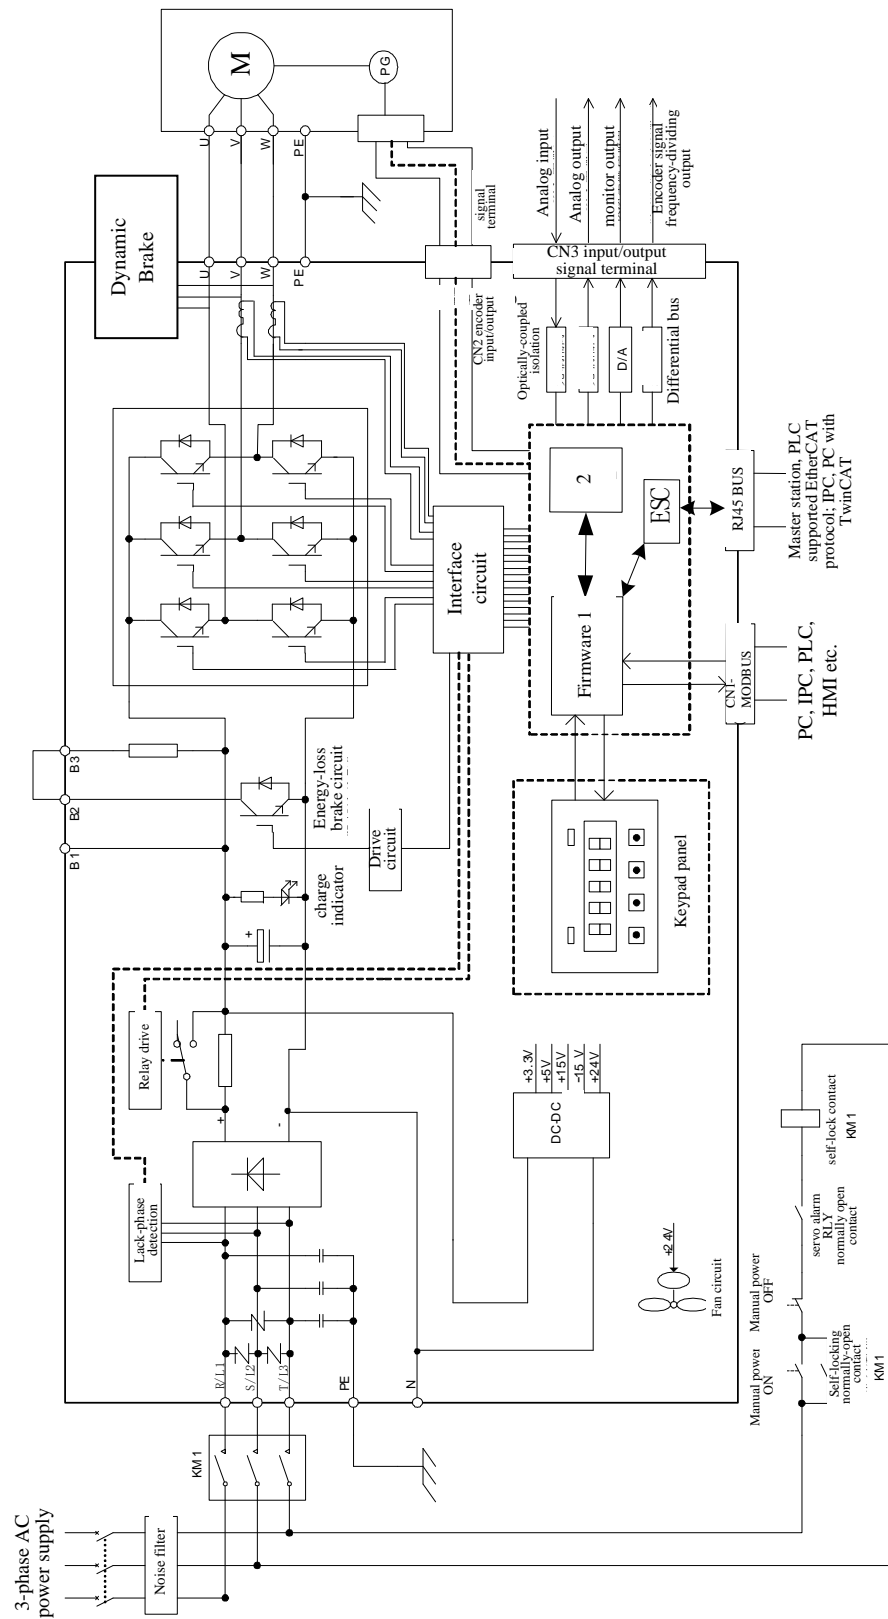 3-phase AC
power supply
Noise filter
KM1
R/L1
S/L2
T/L3
PE
N
Lack-phase
detection
Relay drive
+
-
+
charge
indicator
B1
B2
B3
Energy-loss
brake circuit
Drive
circuit
Dynamic
Brake
U
V
W
PE
U
V
W
PE
M
PG
signal
terminal
CN2 encoder
input/output
Interface
circuit
Analog input
Analog output
monitor output
Encoder signal
frequency-dividing
output
CN3 input/output
signal terminal
Optically-coupled
isolation
D/A
Differential bus
2
ESC
Firmware 1
RJ45 BUS
Master station, PLC
supported EtherCAT
protocol; IPC, PC with
TwinCAT
CN1-
MODBUS
PC, IPC, PLC,
HMI etc.
Keypad panel
DC-DC
+3.3V
+5V
+15V
-15V
+24V
+24V
Fan circuit
Manual power
ON
Self-locking
normally-open
contact
KM1
Manual power
OFF
servo alarm
RLY
normally open
contact
self-lock contact
KM1